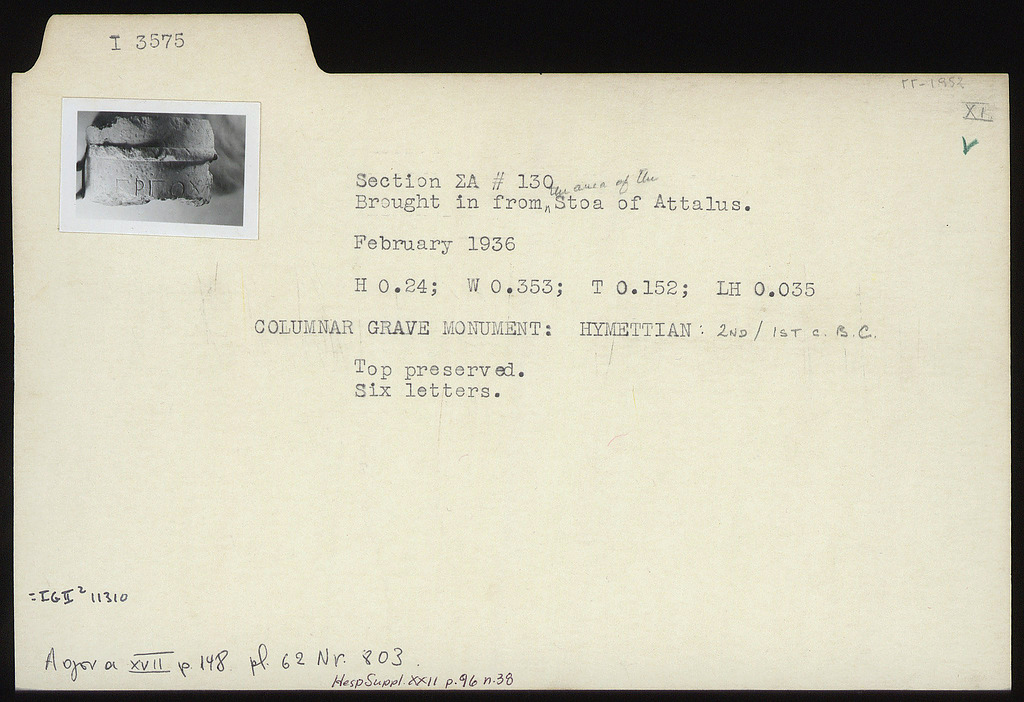 I 3575
ΓΓ-1952
XI
ΕΡΓΟΧ
Section ΣΑ # 130
Brought in from the area of the Stoa of Attalus.
February 1936
H 0.24; W 0.353; T 0.152; LH 0.035
COLUMNAR GRAVE MONUMENT: HYMETTIAN: 2ND / 1ST C. B.C.
Top preserved.
Six letters.
=IG II² 11310
Agora XVII p. 148 pl. 62 Nr. 803.
Hesp Suppl. XXII p.96 n.38